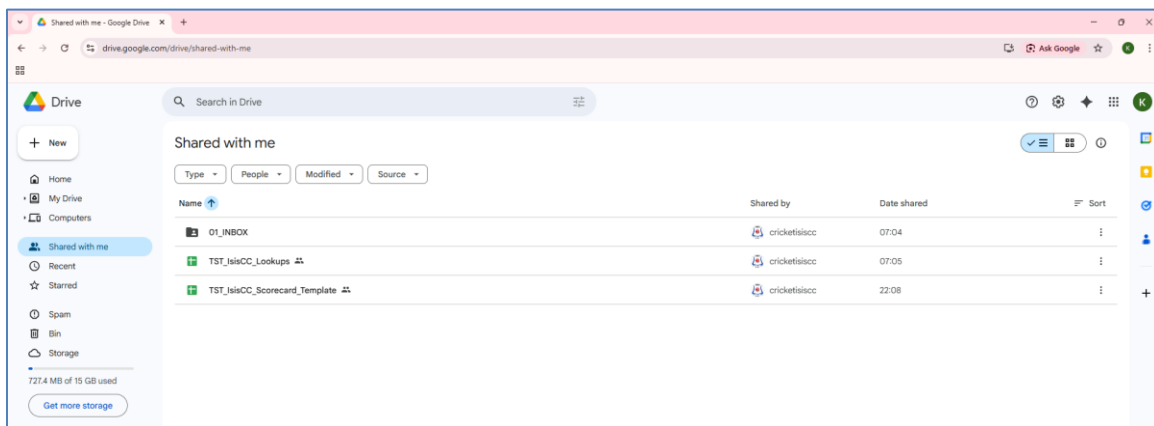 Shared with me - Google Drive
drive.google.com/drive/shared-with-me
Ask Google
K
Drive
Search in Drive
K
New
Shared with me
Type
People
Modified
Source
Home
My Drive
Computers
Name
Shared by
Date shared
Sort
01_INBOX
cricketisiscc
07:04
Shared with me
Recent
TST_IsisCC_Lookups
cricketisiscc
07:05
Starred
TST_IsisCC_Scorecard_Template
cricketisiscc
22:08
Spam
Bin
Storage
727.4 MB of 15 GB used
Get more storage